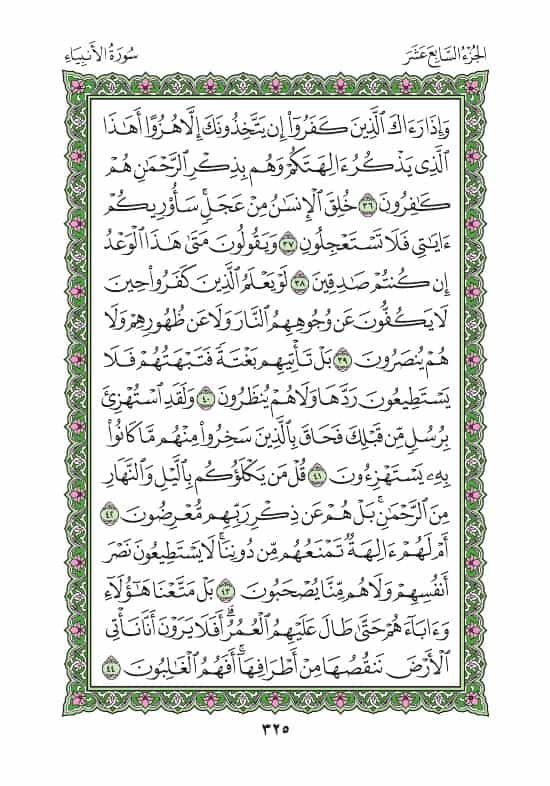 الجُزْءُ السَّابِعَ عَشَرَ
سُورَةُ الأَنبِيَاءِ
وَإِذَا رَءَاكَ ٱلَّذِينَ كَفَرُوٓا۟ إِن يَتَّخِذُونَكَ إِلَّا هُزُوًا أَهَٰذَا
ٱلَّذِى يَذْكُرُ ءَالِهَتَكُمْ وَهُم بِذِكْرِ ٱلرَّحْمَٰنِ هُمْ
كَٰفِرُونَ ٣٦ خُلِقَ ٱلْإِنسَٰنُ مِنْ عَجَلٍ سَأُو۟رِيكُمْ
ءَايَٰتِى فَلَا تَسْتَعْجِلُونِ ٣٧ وَيَقُولُونَ مَتَىٰ هَٰذَا ٱلْوَعْدُ
إِن كُنتُمْ صَٰدِقِينَ ٣٨ لَوْ يَعْلَمُ ٱلَّذِينَ كَفَرُوا۟ حِينَ
لَا يَكُفُّونَ عَن وُجُوهِهِمُ ٱلنَّارَ وَلَا عَن ظُهُورِهِمْ وَلَا
هُمْ يُنصَرُونَ ٣٩ بَلْ تَأْتِيهِم بَغْتَةً فَتَبْهَتُهُمْ فَلَا
يَسْتَطِيعُونَ رَدَّهَا وَلَا هُمْ يُنظَرُونَ ٤٠ وَلَقَدِ ٱسْتُهْزِئَ
بِرُسُلٍ مِّن قَبْلِكَ فَحَاقَ بِٱلَّذِينَ سَخِرُوا۟ مِنْهُم مَّا كَانُوا۟
بِهِۦ يَسْتَهْزِءُونَ ٤١ قُلْ مَن يَكْلَؤُكُم بِٱلَّيْلِ وَٱلنَّهَارِ
مِنَ ٱلرَّحْمَٰنِ ۗ بَلْ هُمْ عَن ذِكْرِ رَبِّهِم مُّعْرِضُونَ ٤٢
أَمْ لَهُمْ ءَالِهَةٌ تَمْنَعُهُم مِّن دُونِنَا ۚ لَا يَسْتَطِيعُونَ نَصْرَ
أَنفُسِهِمْ وَلَا هُم مِّنَّا يُصْحَبُونَ ٤٣ بَلْ مَتَّعْنَا هَٰٓؤُلَآءِ
وَءَابَآءَهُمْ حَتَّىٰ طَالَ عَلَيْهِمُ ٱلْعُمُرُ ۗ أَفَلَا يَرَوْنَ أَنَّا نَأْتِى
ٱلْأَرْضَ نَنقُصُهَا مِنْ أَطْرَافِهَآ ۚ أَفَهُمُ ٱلْغَٰلِبُونَ ٤٤
٣٢٥